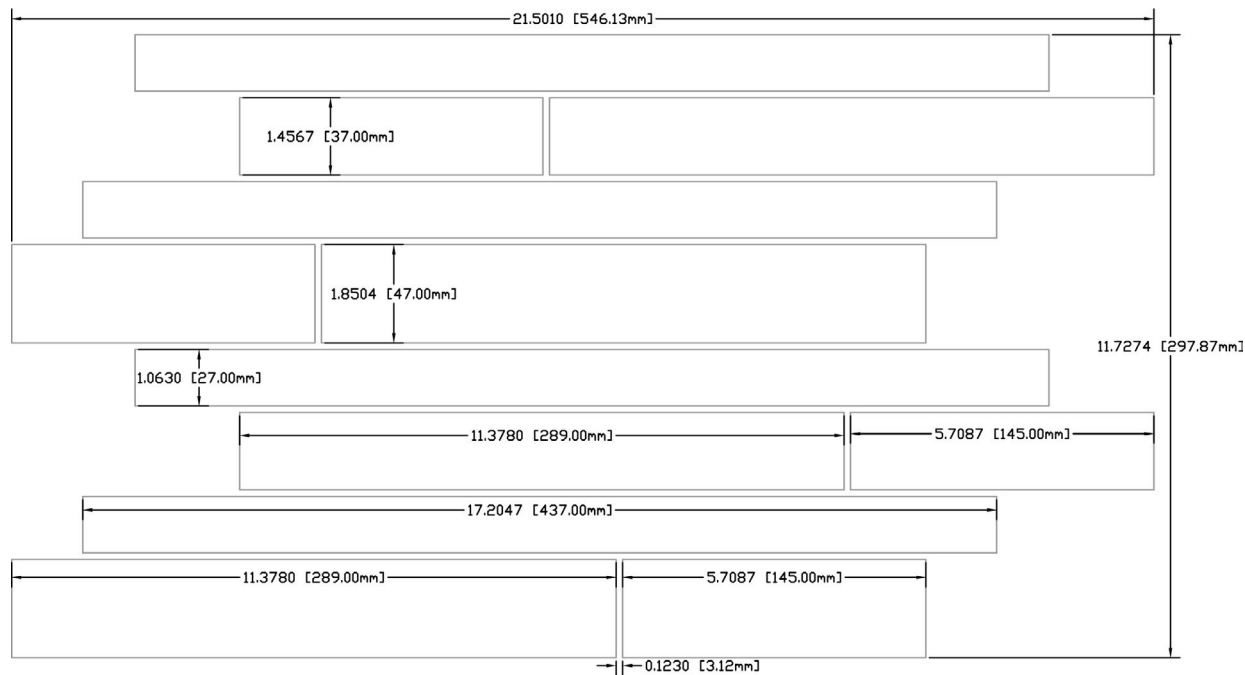 21.5010 [546.13mm]
1.4567 [37.00mm]
1.8504 [47.00mm]
11.7274 [297.87mm]
1.0630 [27.00mm]
11.3780 [289.00mm]
5.7087 [145.00mm]
17.2047 [437.00mm]
11.3780 [289.00mm]
5.7087 [145.00mm]
0.1230 [3.12mm]